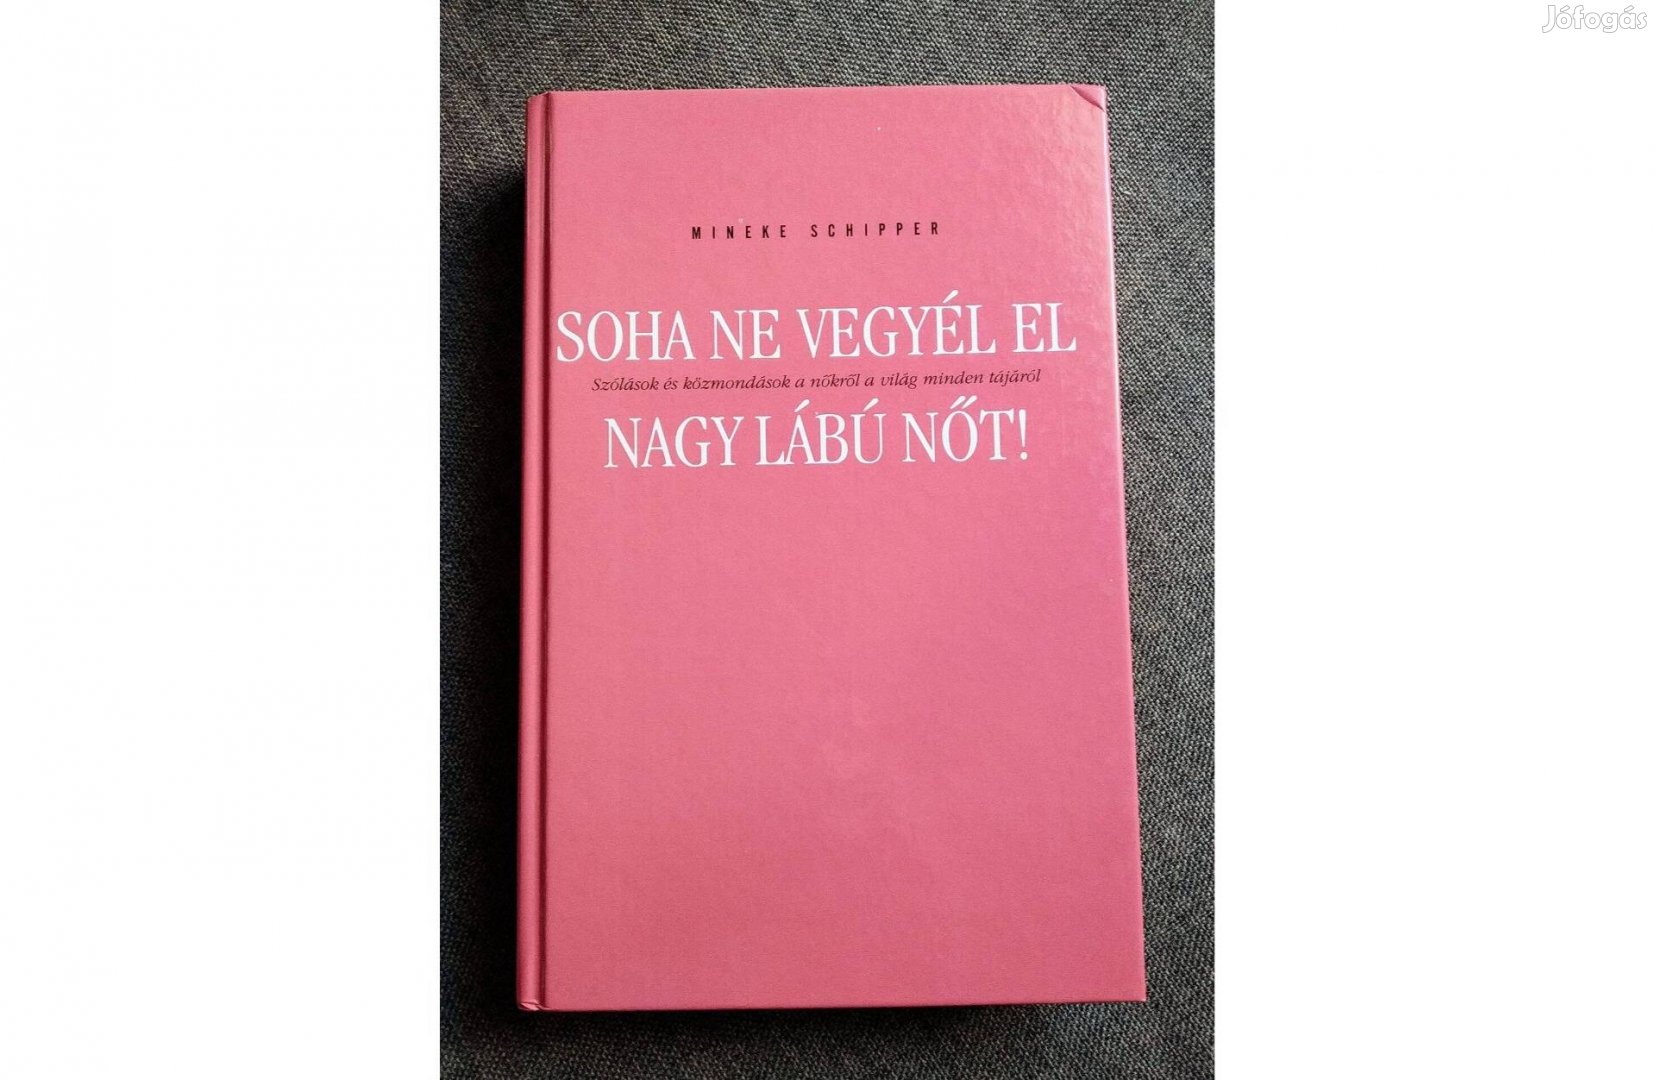 Jófogás
MINEKE SCHIPPER
SOHA NE VEGYÉL EL
Szólások és közmondások a nőkről a világ minden tájáról
NAGY LÁBÚ NŐT!